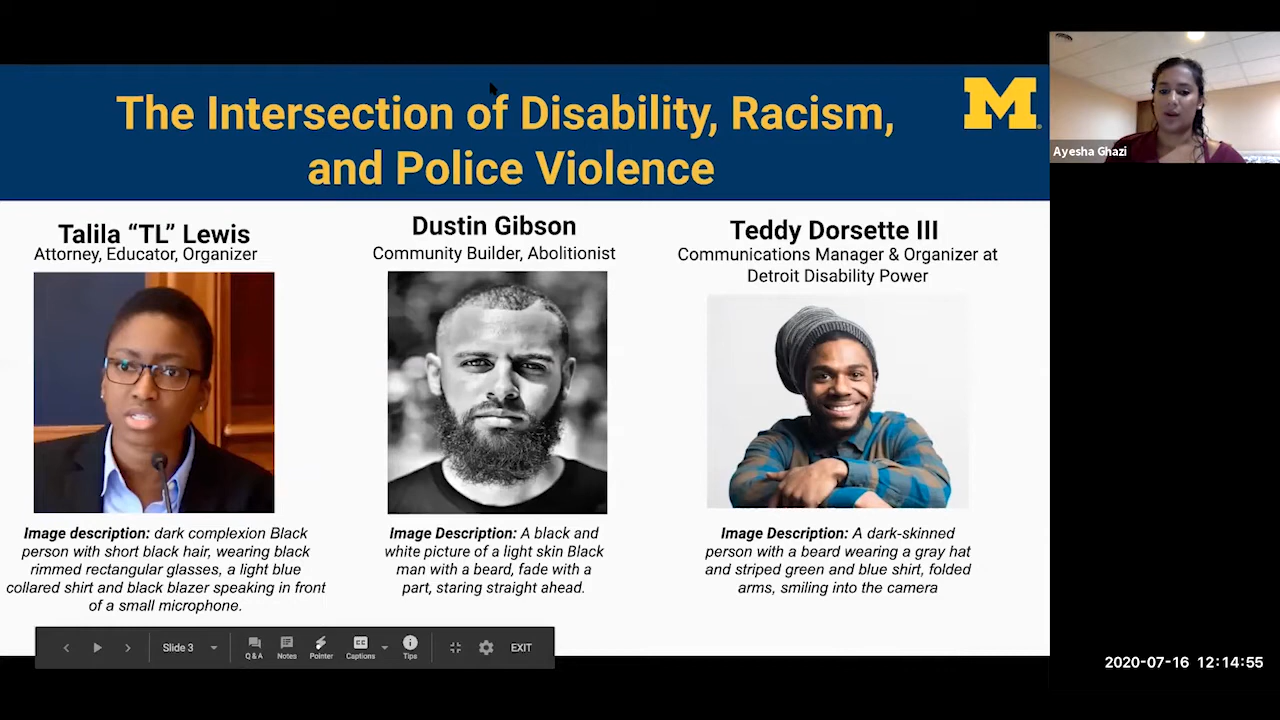 The Intersection of Disability, Racism,
and Police Violence
M
Ayesha Ghazi
Talila “TL” Lewis
Attorney, Educator, Organizer
Dustin Gibson
Community Builder, Abolitionist
Teddy Dorsette III
Communications Manager & Organizer at
Detroit Disability Power
Image description: dark complexion Black
person with short black hair, wearing black
rimmed rectangular glasses, a light blue
collared shirt and black blazer speaking in front
of a small microphone.
Image Description: A black and
white picture of a light skin Black
man with a beard, fade with a
part, staring straight ahead.
Image Description: A dark-skinned
person with a beard wearing a gray hat
and striped green and blue shirt, folded
arms, smiling into the camera
Slide 3
Q & A
Notes
Pointer
CC
Captions
Tips
EXIT
2020-07-16 12:14:55